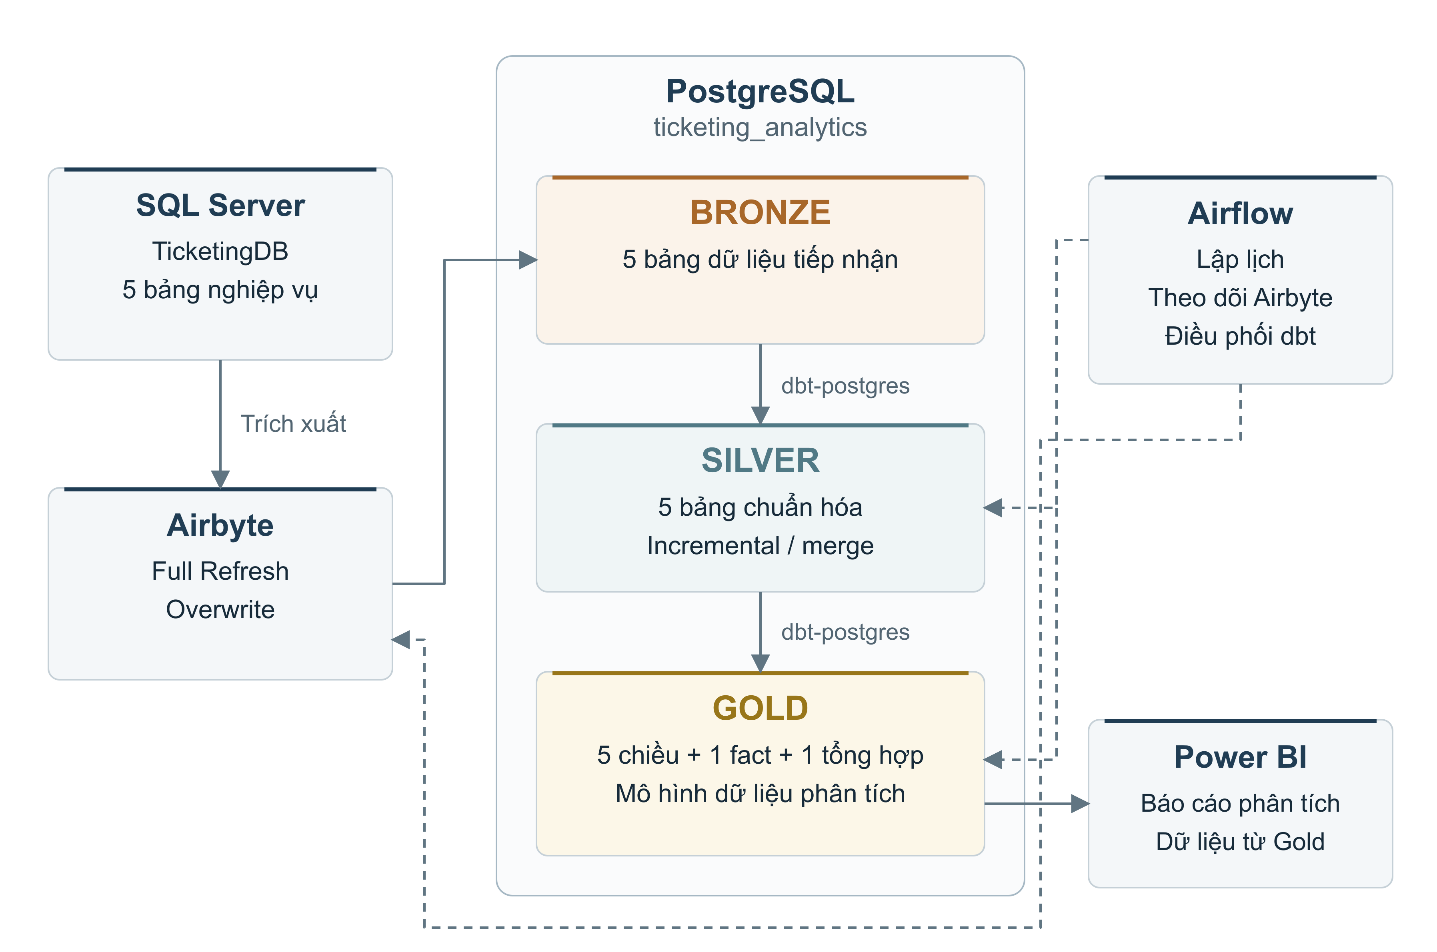 PostgreSQL
ticketing_analytics
SQL Server
TicketingDB
5 bảng nghiệp vụ
Trích xuất
Airbyte
Full Refresh
Overwrite
BRONZE
5 bảng dữ liệu tiếp nhận
dbt-postgres
SILVER
5 bảng chuẩn hóa
Incremental / merge
dbt-postgres
GOLD
5 chiều + 1 fact + 1 tổng hợp
Mô hình dữ liệu phân tích
Airflow
Lập lịch
Theo dõi Airbyte
Điều phối dbt
Power BI
Báo cáo phân tích
Dữ liệu từ Gold